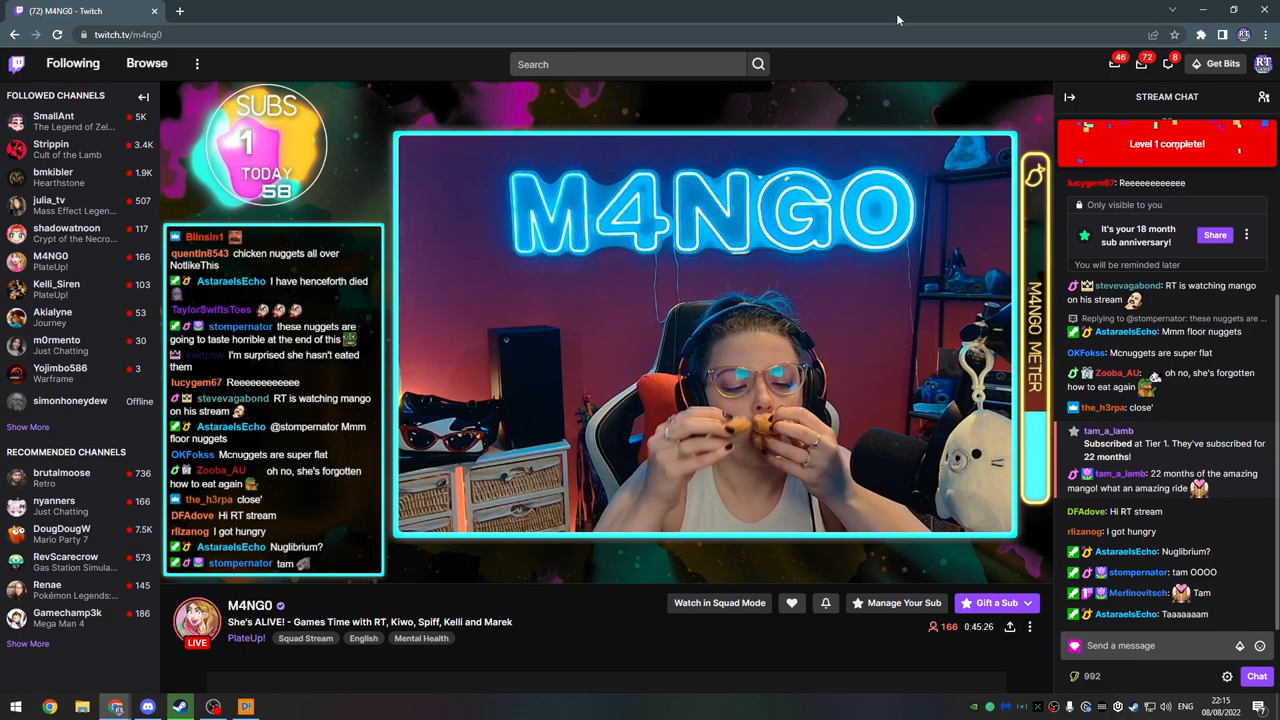 (72) M4NG0 - Twitch
twitch.tv/m4ng0
Following
Browse
Search
46
72
8
Get Bits
FOLLOWED CHANNELS
SmallAnt
5K
The Legend of Zel...
Strippin
3.4K
Cult of the Lamb
bmkibler
1.9K
Hearthstone
julia_tv
507
Mass Effect Legen...
shadowatnoon
117
Crypt of the Necro...
M4NG0
166
PlateUp!
Kelli_Siren
103
PlateUp!
Akialyne
53
Journey
m0rmento
30
Just Chatting
Yojimbo586
3
Warframe
simonhoneydew
Offline
Show More
RECOMMENDED CHANNELS
brutalmoose
736
Retro
nyanners
166
Just Chatting
DougDougW
7.5K
Mario Party 7
RevScarecrow
573
Gas Station Simula...
Renae
145
Pokémon Legends:...
Gamechamp3k
186
Mega Man 4
Show More
SUBS
1
TODAY
58
Blinsin1
quentin8543 chicken nuggets all over
NotlikeThis
AstaraelsEcho I have henceforth died
TaylorSwiftsToes
stompernator these nuggets are
going to taste horrible at the end of this
I'm surprised she hasn't eated
them
lucygem67 Reeeeeeeeeeee
stevevagabond RT is watching mango
on his stream
AstaraelsEcho @stompernator Mmm
floor nuggets
OKFokss Mcnuggets are super flat
Zooba_AU oh no, she's forgotten
how to eat again
the_h3rpa close'
DFAdove Hi RT stream
rlizanog I got hungry
AstaraelsEcho Nuglibrium?
stompernator tam
M4NGO
M4NGO METER
STREAM CHAT
Level 1 complete!
lucygem67: Reeeeeeeeeeee
Only visible to you
It's your 18 month
sub anniversary!
Share
You will be reminded later
stevevagabond: RT is watching mango
on his stream
Replying to @stompernator: these nuggets are ...
AstaraelsEcho: Mmm floor nuggets
OKFokss: Mcnuggets are super flat
Zooba_AU: oh no, she's forgotten
how to eat again
the_h3rpa: close'
tam_a_lamb
Subscribed at Tier 1. They've subscribed for
22 months!
tam_a_lamb: 22 months of the amazing
mango! what an amazing ride
DFAdove: Hi RT stream
rlizanog: I got hungry
AstaraelsEcho: Nuglibrium?
stompernator: tam OOOO
Merlinovitsch: Tam
AstaraelsEcho: Taaaaaaam
Send a message
992
Chat
M4NG0
LIVE
She's ALIVE! - Games Time with RT, Kiwo, Spiff, Kelli and Marek
PlateUp!
Squad Stream
English
Mental Health
Watch in Squad Mode
Manage Your Sub
Gift a Sub
166
0:45:26
ENG
22:15
08/08/2022